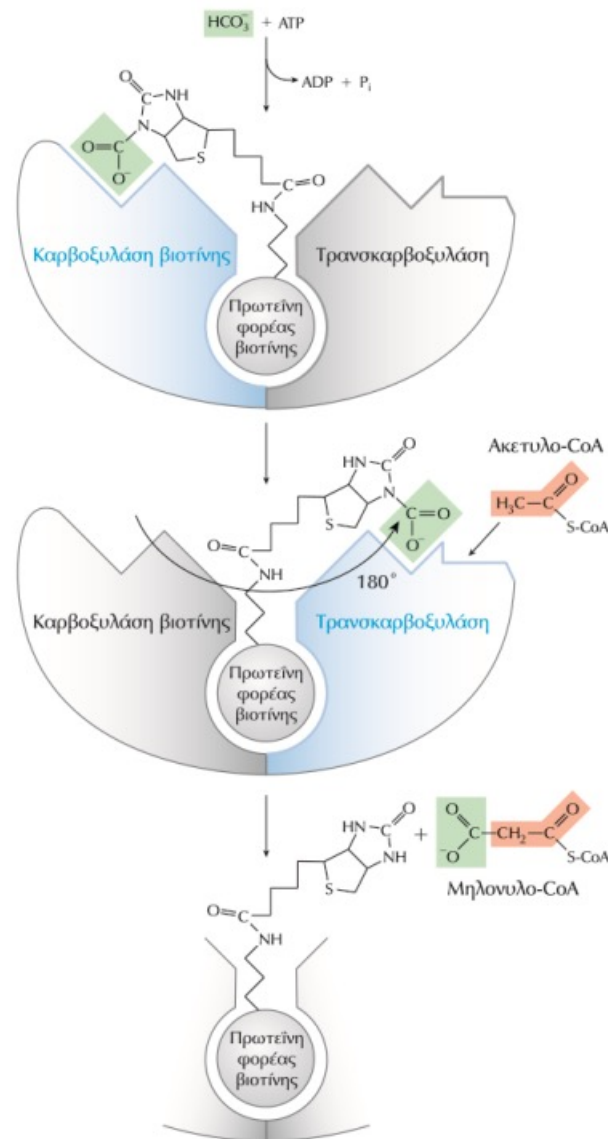 HCO₃⁻ + ATP
ADP + Pᵢ
O
C
NH
HN
O
C
N
O⁻
S
C
O
HN
Καρβοξυλάση βιοτίνης
Τρανσκαρβοξυλάση
Πρωτεΐνη
φορέας
βιοτίνης
O
HN
C
N
C
O
O⁻
S
O
C
NH
180°
Ακετυλο-CoA
O
H₃C
C
S-CoA
Καρβοξυλάση βιοτίνης
Τρανσκαρβοξυλάση
Πρωτεΐνη
φορέας
βιοτίνης
O
HN
C
NH
S
O
C
NH
+
O
C
⁻O
CH₂
C
O
S-CoA
Μηλονυλο-CoA
Πρωτεΐνη
φορέας
βιοτίνης